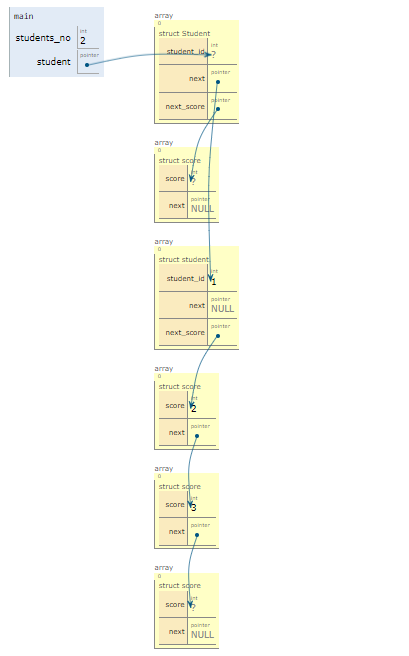 main
students_no
int
2
student
pointer
array
0
struct Student
student_id
int
?
next
pointer
next_score
pointer
array
0
struct score
score
int
?
next
pointer
NULL
array
0
struct student
student_id
int
1
next
pointer
NULL
next_score
pointer
array
0
struct score
score
int
2
next
pointer
array
0
struct score
score
int
3
next
pointer
array
0
struct score
score
int
?
next
pointer
NULL